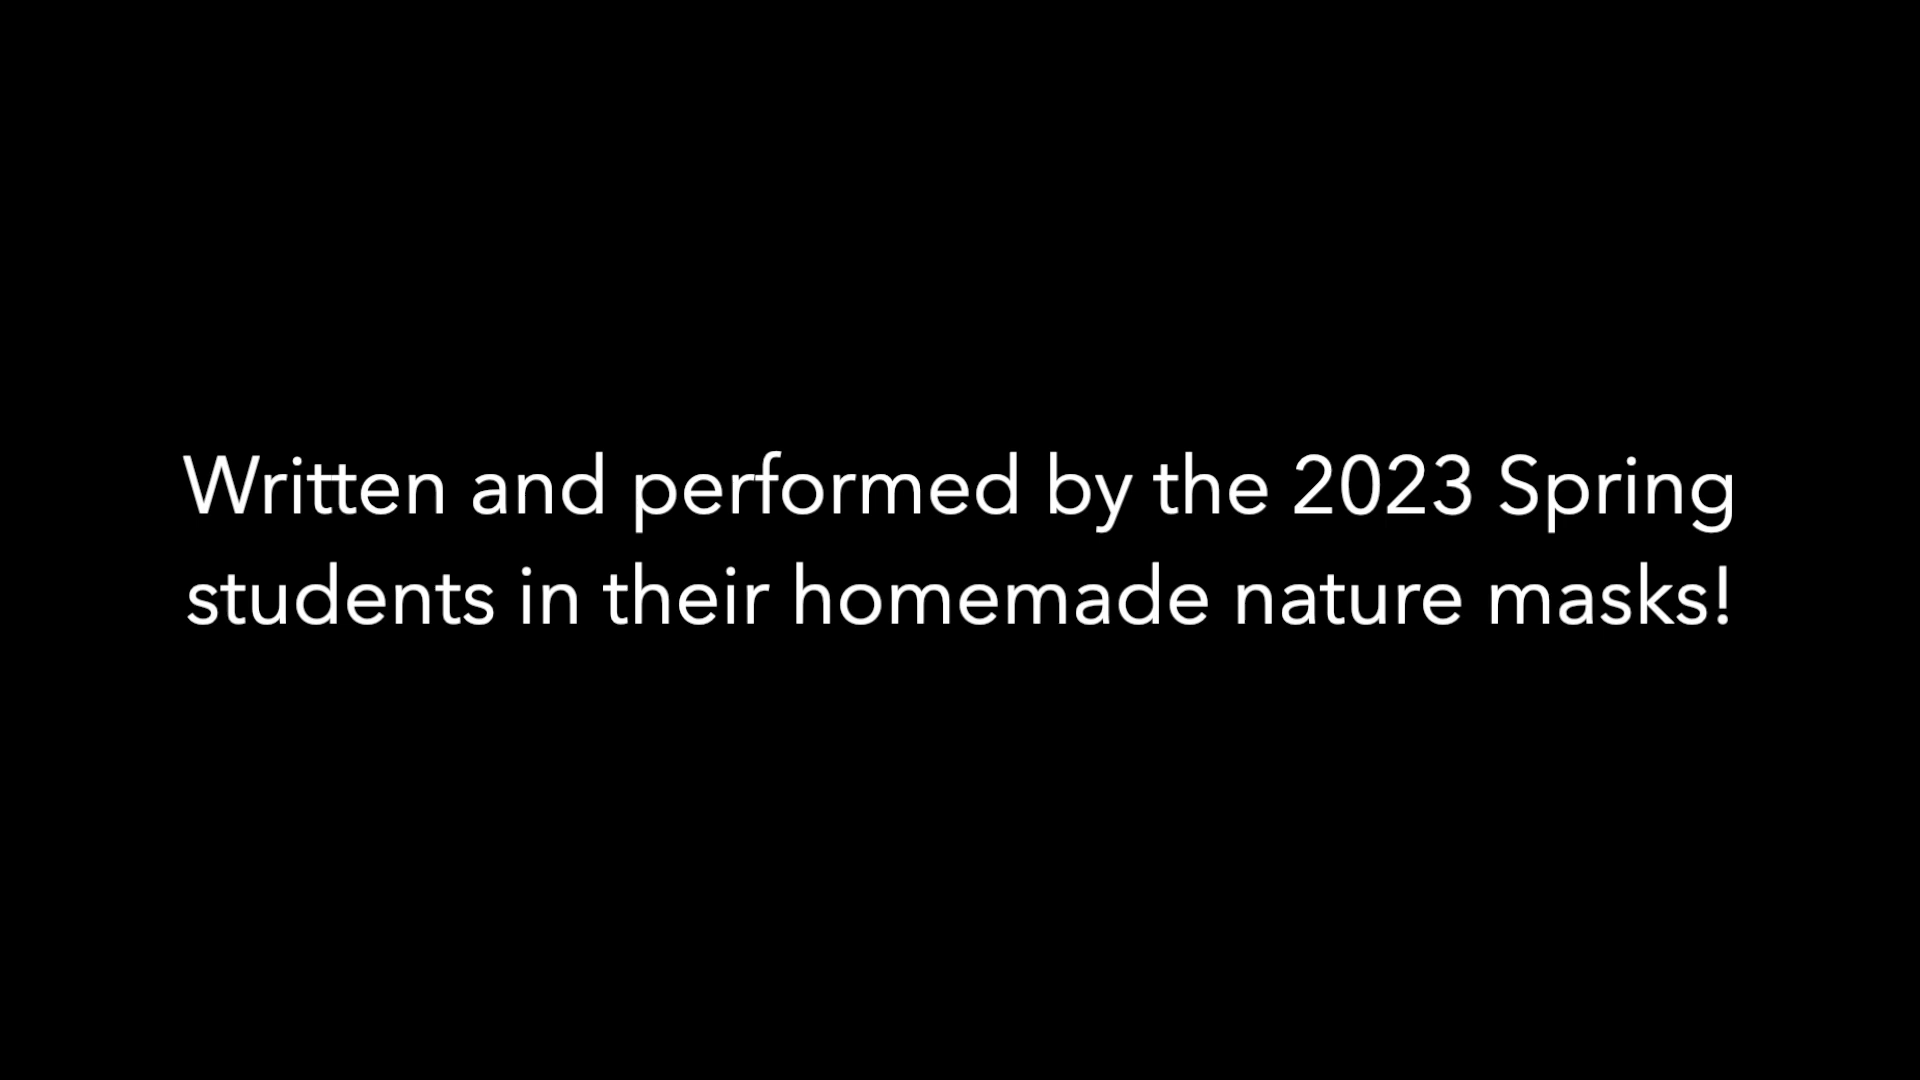 Written and performed by the 2023 Spring
students in their homemade nature masks!